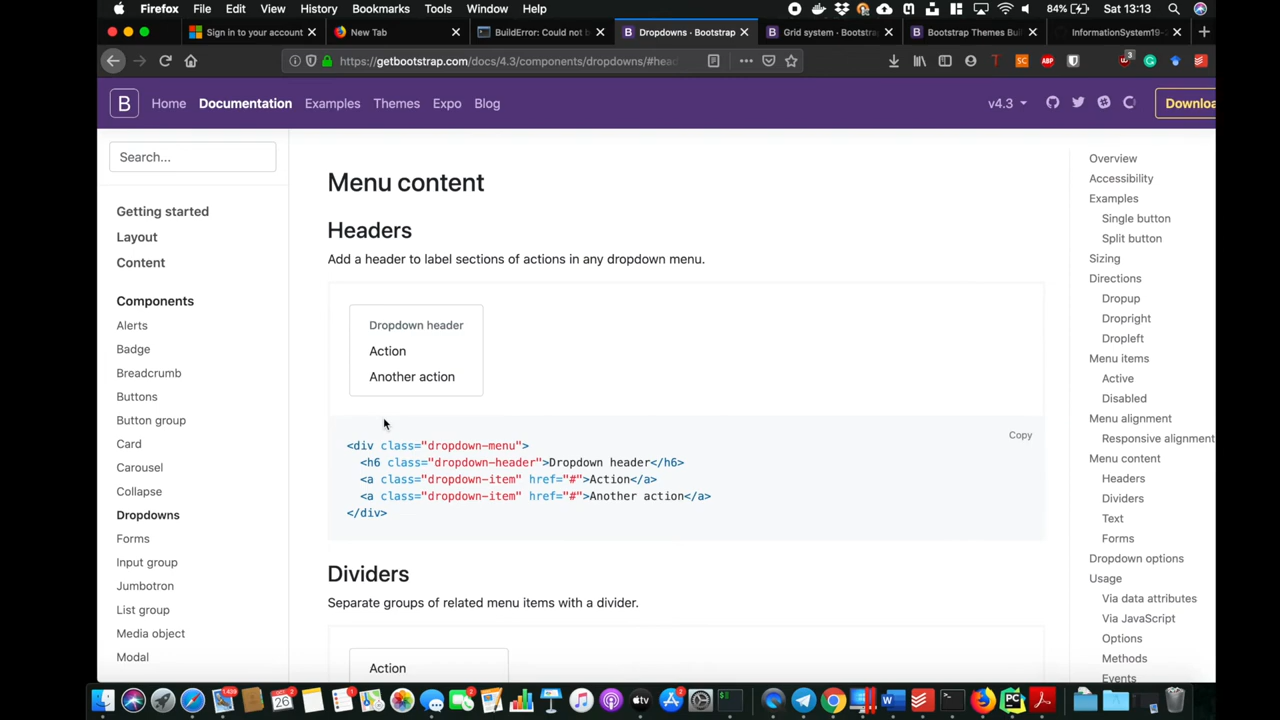 Firefox File Edit View History Bookmarks Tools Window Help 84% Sat 13:13
Sign in to your account New Tab BuildError: Could not b Dropdowns · Bootstrap Grid system · Bootstrap Bootstrap Themes Buil InformationSystem19-
https://getbootstrap.com/docs/4.3/components/dropdowns/#head
B Home Documentation Examples Themes Expo Blog v4.3 Downloa
Search...
Getting started
Layout
Content
Components
Alerts
Badge
Breadcrumb
Buttons
Button group
Card
Carousel
Collapse
Dropdowns
Forms
Input group
Jumbotron
List group
Media object
Modal
Menu content
Headers
Add a header to label sections of actions in any dropdown menu.
Dropdown header
Action
Another action
Copy
<div class="dropdown-menu">
<h6 class="dropdown-header">Dropdown header</h6>
<a class="dropdown-item" href="#">Action</a>
<a class="dropdown-item" href="#">Another action</a>
</div>
Dividers
Separate groups of related menu items with a divider.
Action
Overview
Accessibility
Examples
Single button
Split button
Sizing
Directions
Dropup
Dropright
Dropleft
Menu items
Active
Disabled
Menu alignment
Responsive alignment
Menu content
Headers
Dividers
Text
Forms
Dropdown options
Usage
Via data attributes
Via JavaScript
Options
Methods
Events